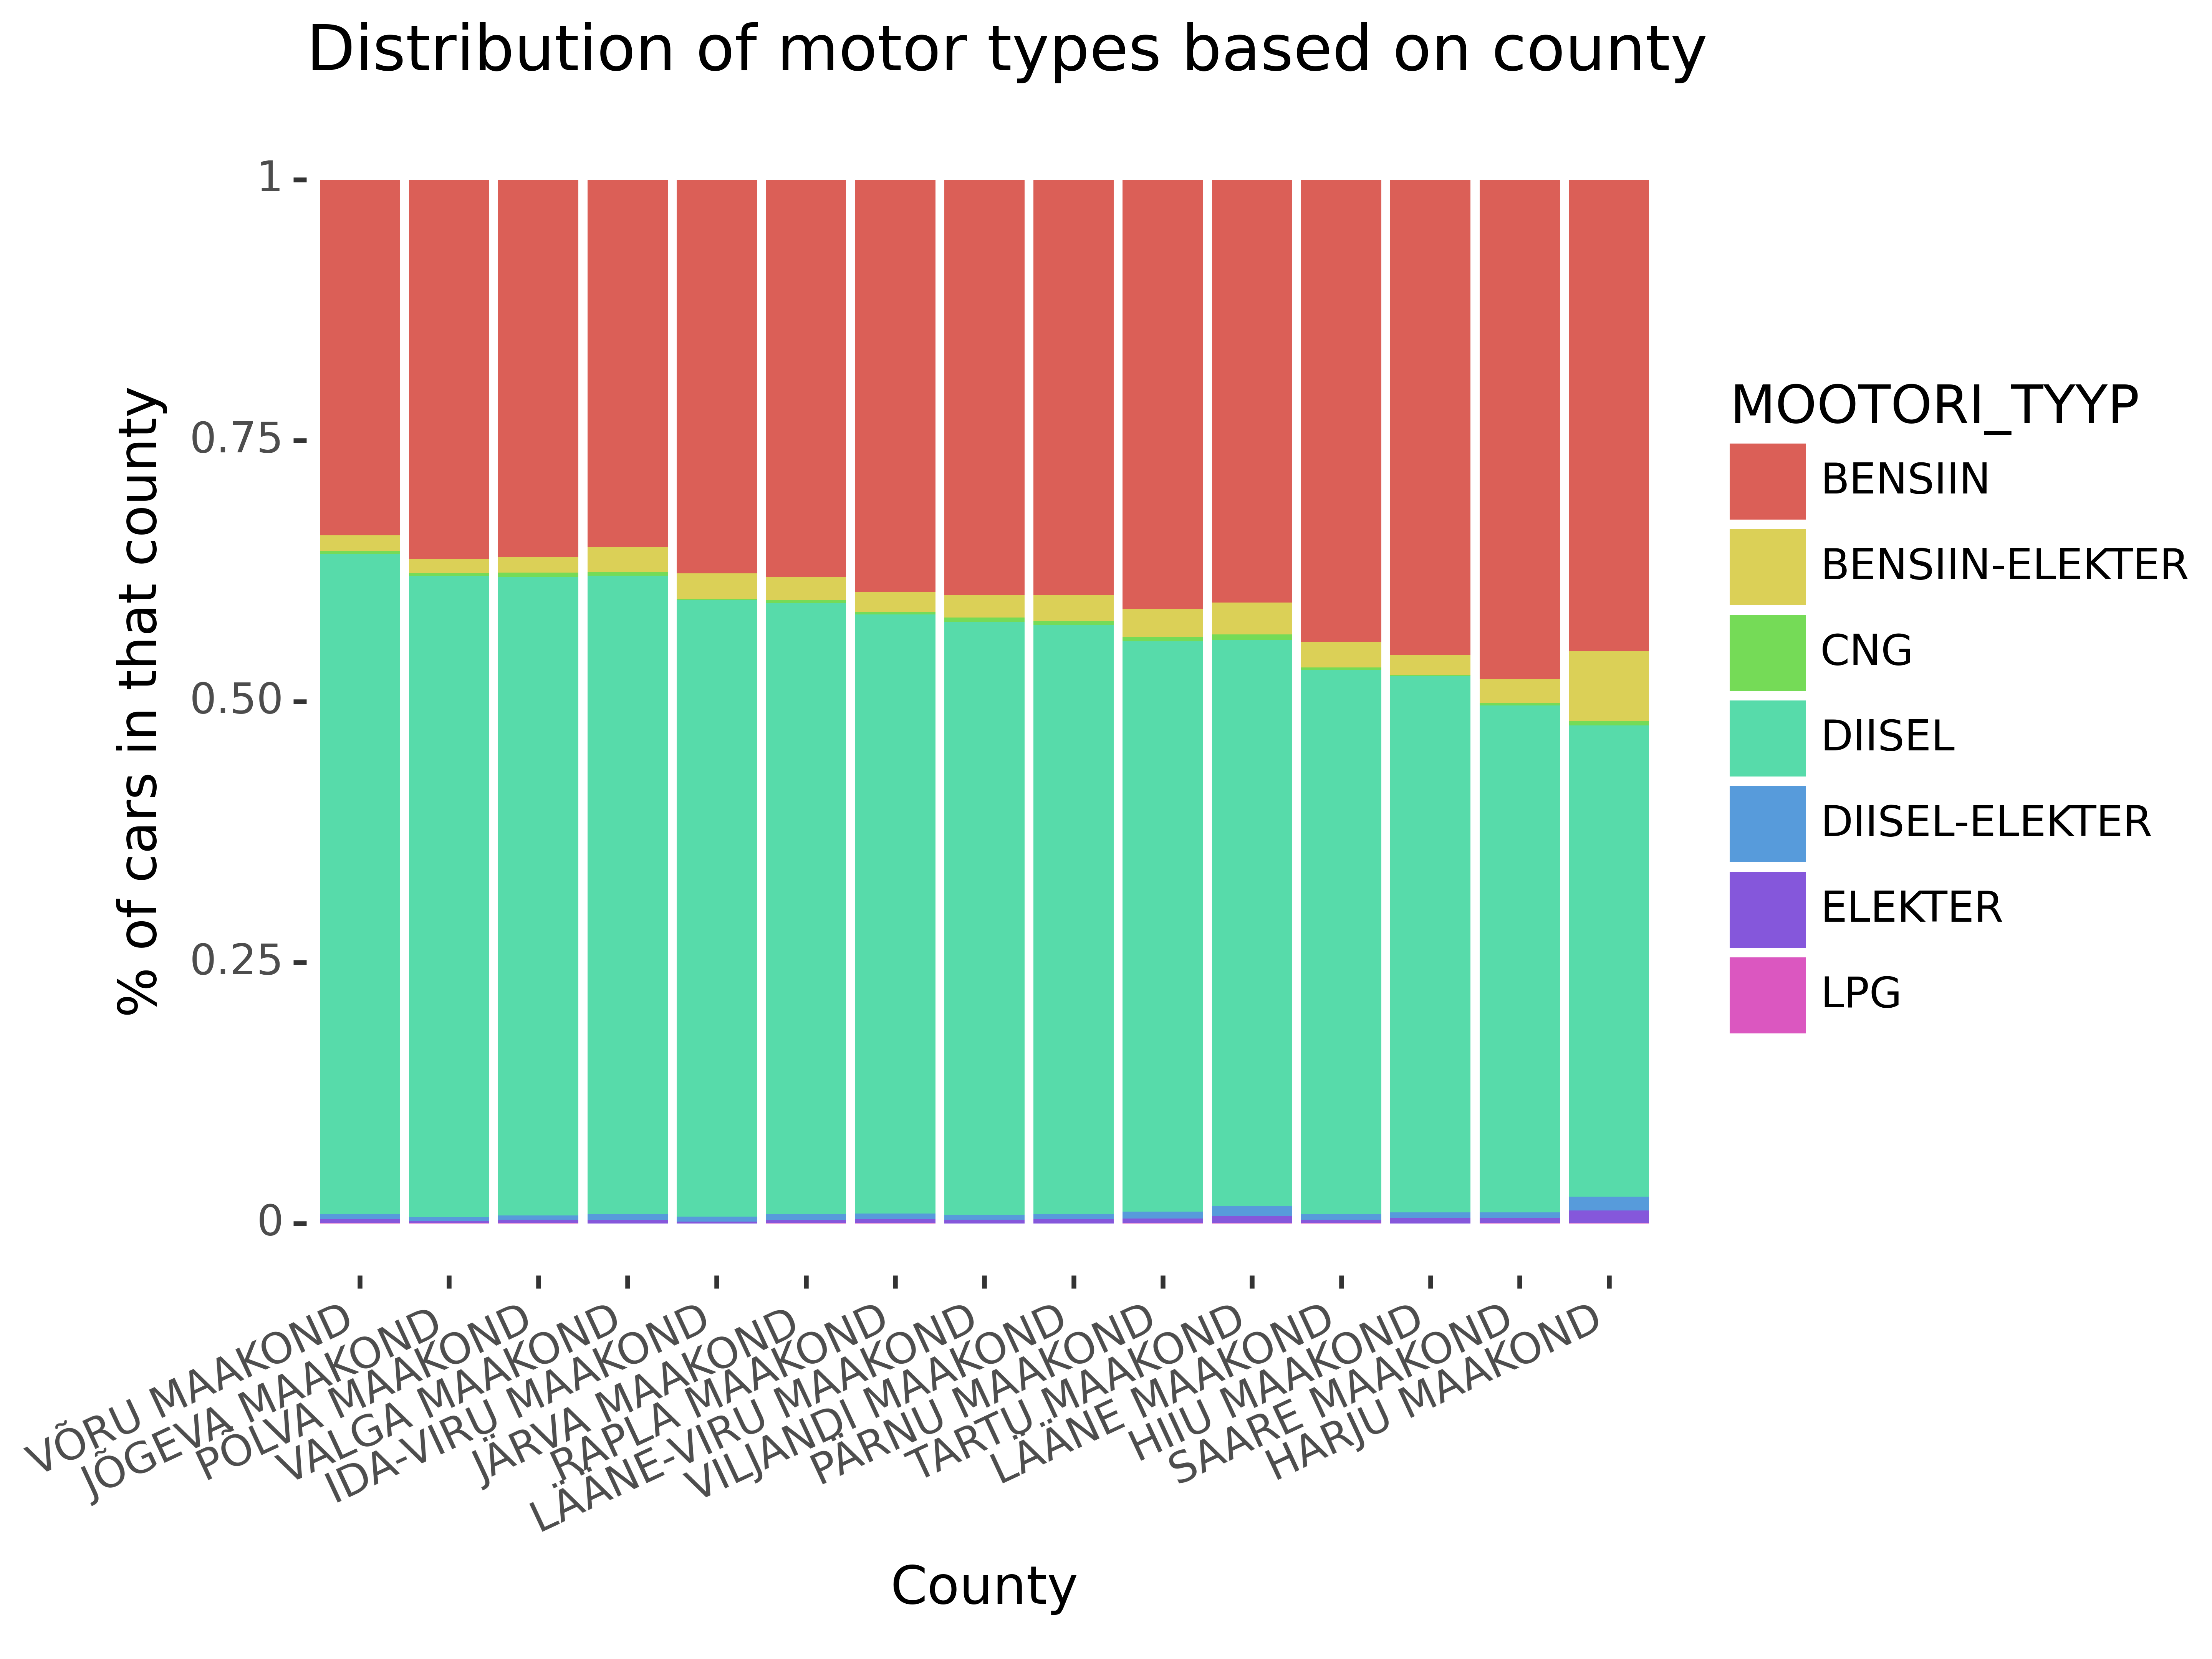 Distribution of motor types based on county
% of cars in that county
1
0.75
0.50
0.25
0
VÕRU MAAKOND
JÕGEVA MAAKOND
PÕLVA MAAKOND
VALGA MAAKOND
IDA-VIRU MAAKOND
JÄRVA MAAKOND
RAPLA MAAKOND
LÄÄNE-VIRU MAAKOND
VILJANDI MAAKOND
PÄRNU MAAKOND
TARTU MAAKOND
LÄÄNE MAAKOND
HIIU MAAKOND
SAARE MAAKOND
HARJU MAAKOND
County
MOOTORI_TYYP
BENSIIN
BENSIIN-ELEKTER
CNG
DIISEL
DIISEL-ELEKTER
ELEKTER
LPG